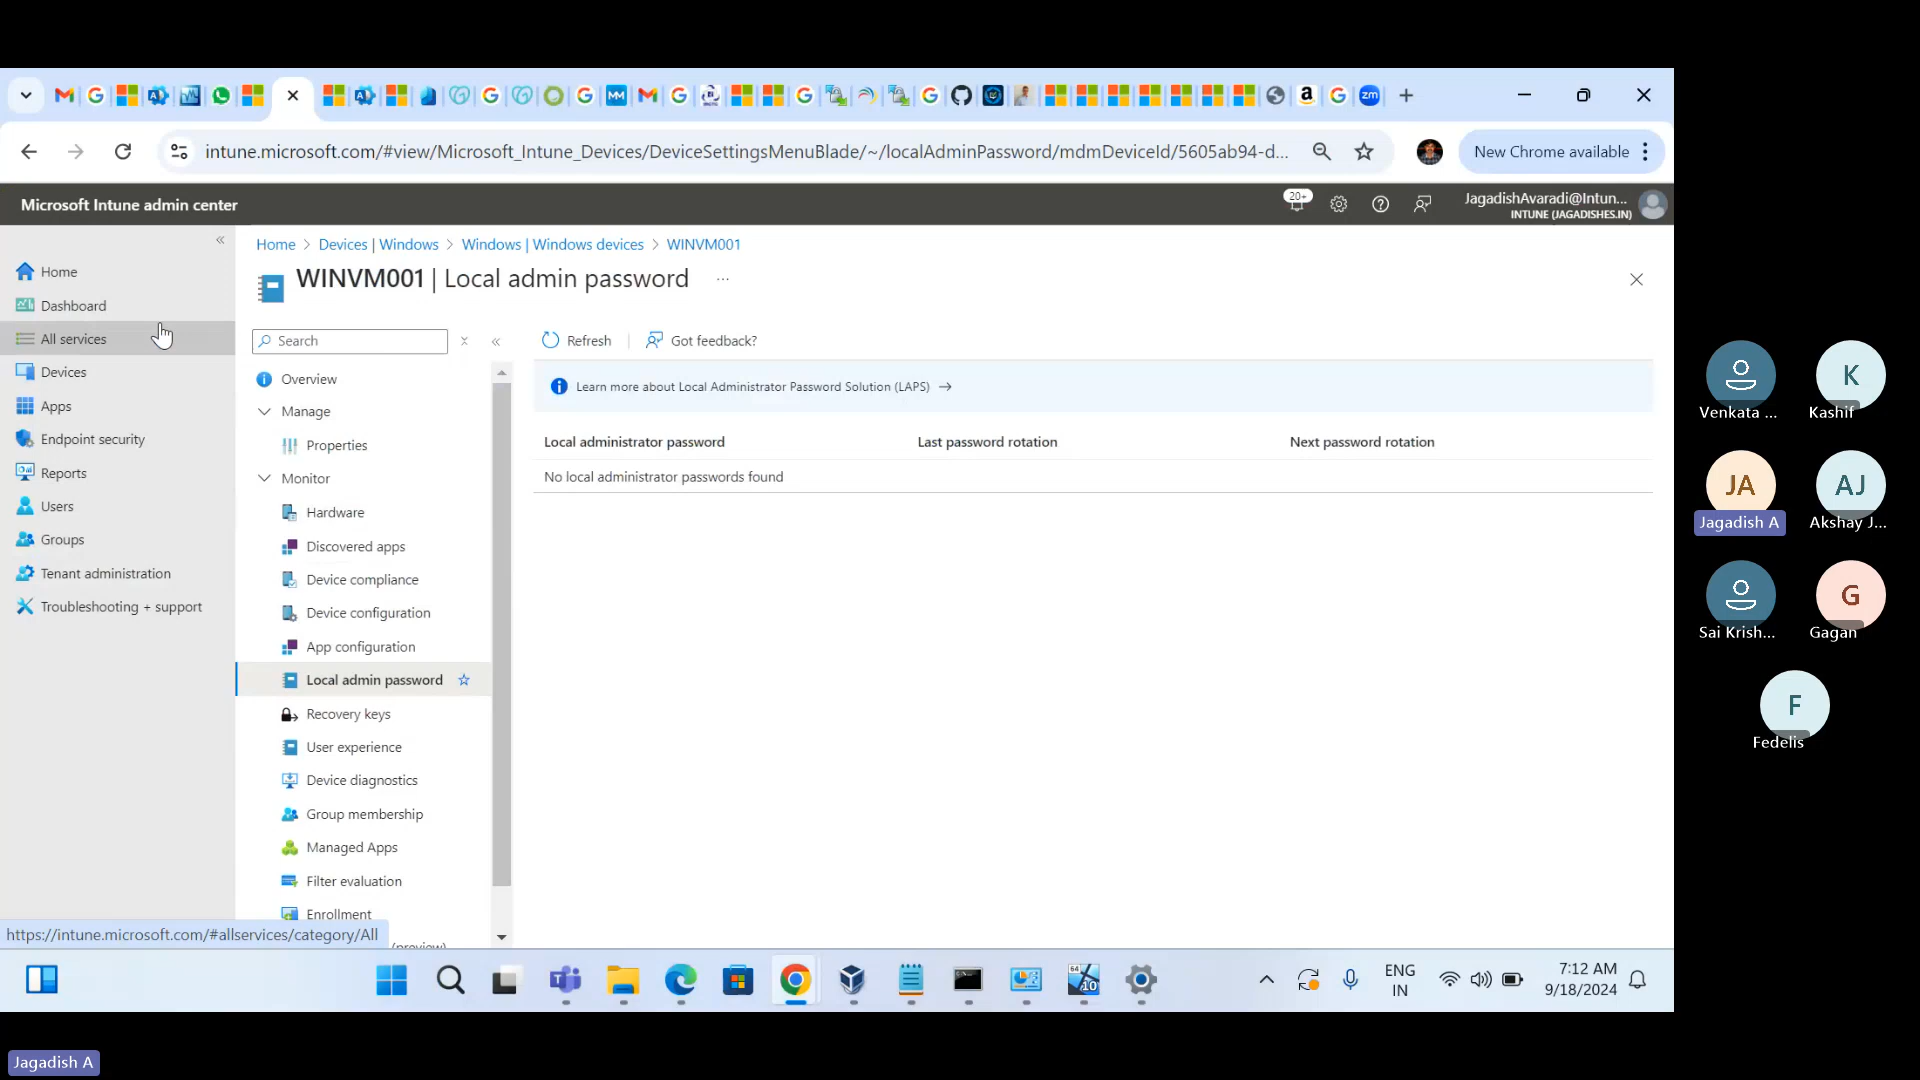 intune.microsoft.com/#view/Microsoft_Intune_Devices/DeviceSettingsMenuBlade/~/localAdminPassword/mdmDeviceId/5605ab94-d...
New Chrome available
Microsoft Intune admin center
20+
JagadishAvaradi@Intun...
INTUNE (JAGADISHES.IN)
Home
Dashboard
All services
Devices
Apps
Endpoint security
Reports
Users
Groups
Tenant administration
Troubleshooting + support
Home > Devices | Windows > Windows | Windows devices > WINVM001
WINVM001 | Local admin password
...
Search
Overview
Manage
Properties
Monitor
Hardware
Discovered apps
Device compliance
Device configuration
App configuration
Local admin password
Recovery keys
User experience
Device diagnostics
Group membership
Managed Apps
Filter evaluation
Enrollment
(preview)
Refresh
Got feedback?
Learn more about Local Administrator Password Solution (LAPS)
Local administrator password
Last password rotation
Next password rotation
No local administrator passwords found
https://intune.microsoft.com/#allservices/category/All
ENG
IN
7:12 AM
9/18/2024
Venkata ...
K
Kashif
JA
Jagadish A
AJ
Akshay J...
Sai Krish...
G
Gagan
F
Fedelis
Jagadish A